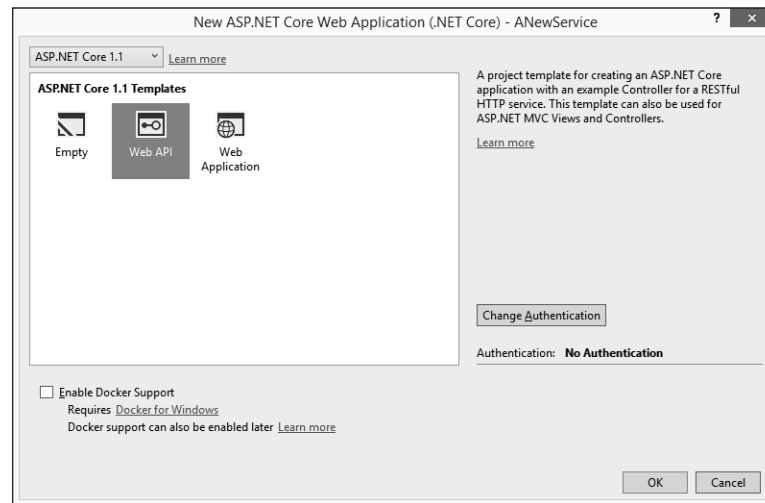 New ASP.NET Core Web Application (.NET Core) - ANewService
?
×
ASP.NET Core 1.1
Learn more
ASP.NET Core 1.1 Templates
Empty
Web API
Web
Application
A project template for creating an ASP.NET Core
application with an example Controller for a RESTful
HTTP service. This template can also be used for
ASP.NET MVC Views and Controllers.
Learn more
Change Authentication
Authentication: No Authentication
Enable Docker Support
Requires Docker for Windows
Docker support can also be enabled later Learn more
OK
Cancel